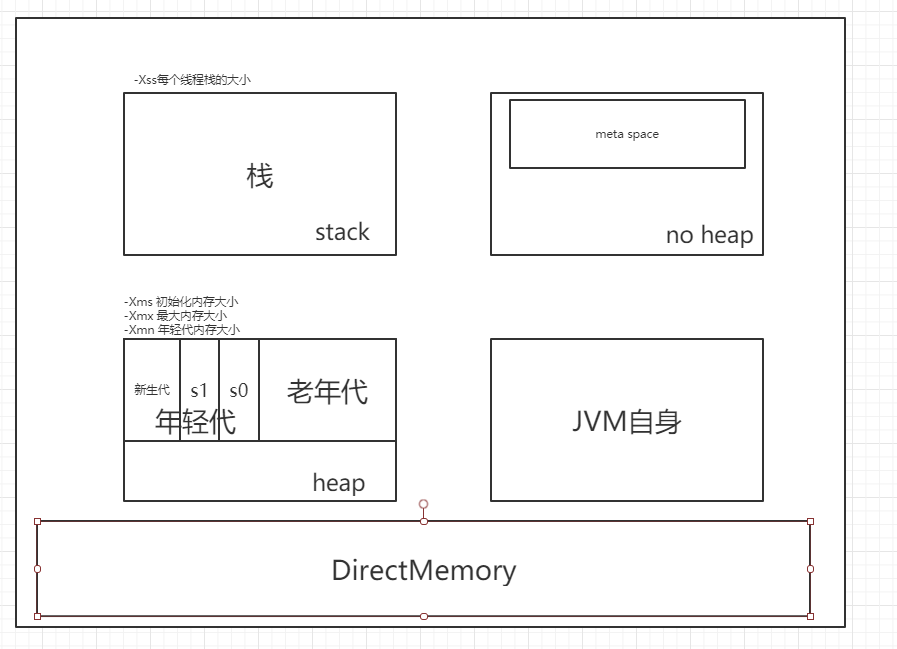 -Xss每个线程栈的大小
栈
stack
meta space
no heap
-Xms 初始化内存大小
-Xmx 最大内存大小
-Xmn 年轻代内存大小
新生代
s1
s0
年轻代
老年代
heap
JVM自身
DirectMemory